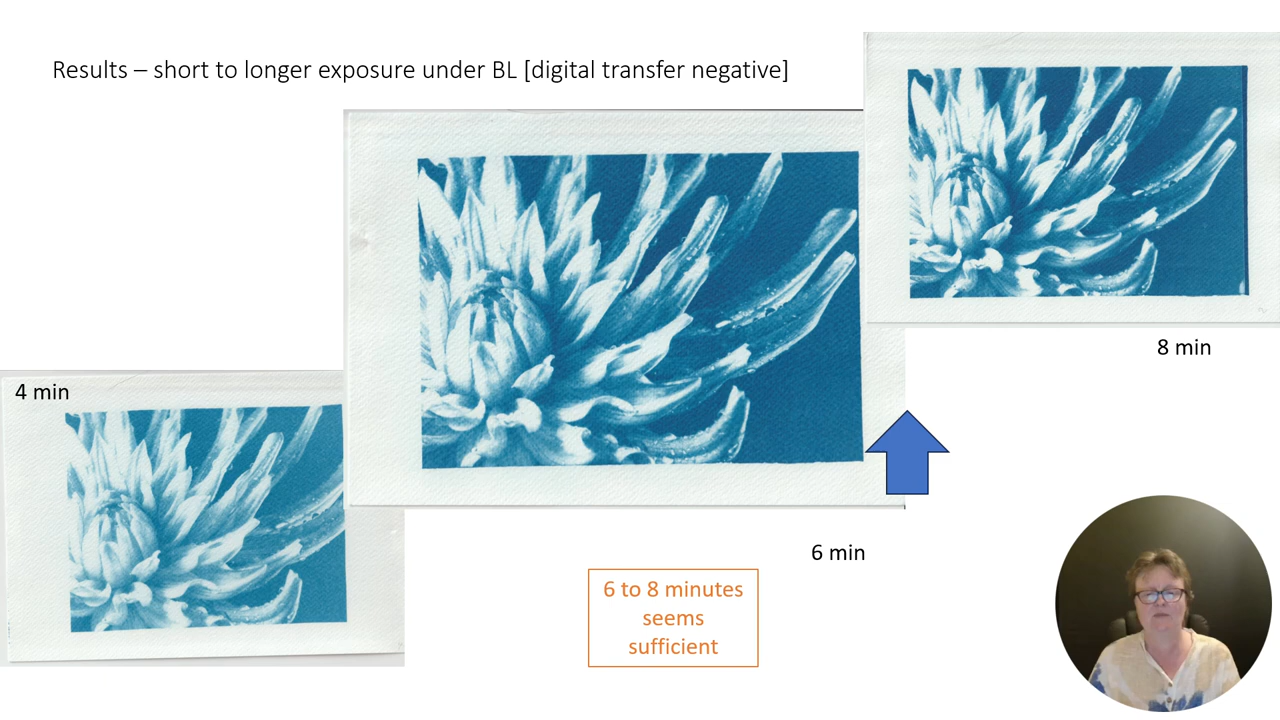 Results – short to longer exposure under BL [digital transfer negative]
8 min
4 min
6 min
6 to 8 minutes
seems
sufficient